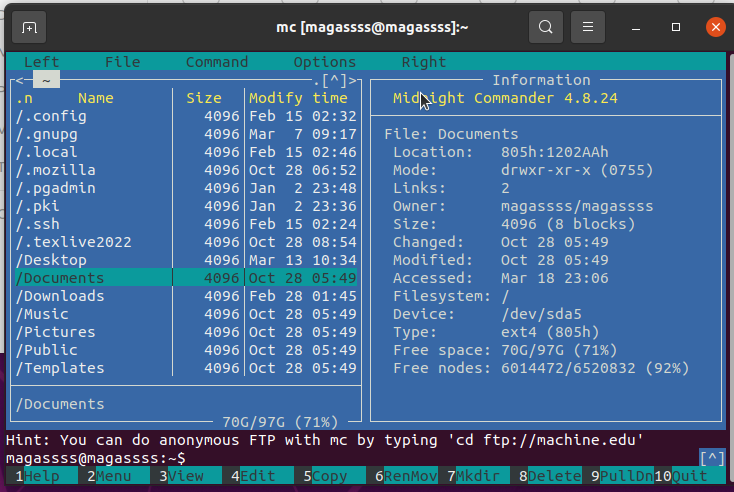 mc [magassss@magassss]:~
Left File Command Options Right
<─ ~ .[^]>
.n Name Size Modify time
/.config 4096 Feb 15 02:32
/.gnupg 4096 Mar 7 09:17
/.local 4096 Feb 15 02:46
/.mozilla 4096 Oct 28 06:52
/.pgadmin 4096 Jan 2 23:48
/.pki 4096 Jan 2 23:36
/.ssh 4096 Feb 15 02:24
/.texlive2022 4096 Oct 28 08:54
/Desktop 4096 Mar 13 10:34
/Documents 4096 Oct 28 05:49
/Downloads 4096 Feb 28 01:45
/Music 4096 Oct 28 05:49
/Pictures 4096 Oct 28 05:49
/Public 4096 Oct 28 05:49
/Templates 4096 Oct 28 05:49
/Documents
70G/97G (71%)
Information
Midnight Commander 4.8.24
File: Documents
Location: 805h:1202AAh
Mode: drwxr-xr-x (0755)
Links: 2
Owner: magassss/magassss
Size: 4096 (8 blocks)
Changed: Oct 28 05:49
Modified: Oct 28 05:49
Accessed: Mar 18 23:06
Filesystem: /
Device: /dev/sda5
Type: ext4 (805h)
Free space: 70G/97G (71%)
Free nodes: 6014472/6520832 (92%)
Hint: You can do anonymous FTP with mc by typing 'cd ftp://machine.edu'
magassss@magassss:~$ [^]
1Help 2Menu 3View 4Edit 5Copy 6RenMov 7Mkdir 8Delete 9PullDn 10Quit